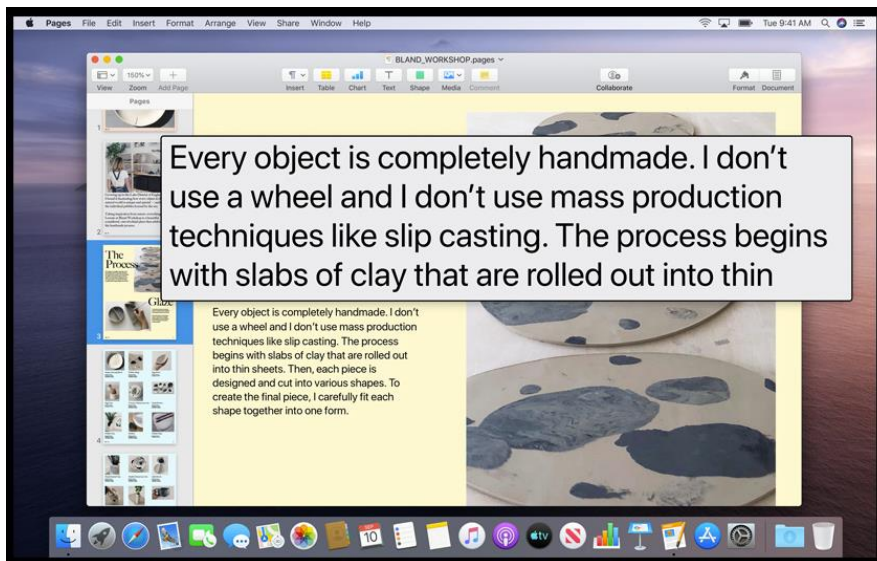 Pages File Edit Insert Format Arrange View Share Window Help
Tue 9:41 AM
BLAND_WORKSHOP.pages
150%
View Zoom Add Page Insert Table Chart Text Shape Media Comment Collaborate Format Document
Pages
1
2
The
Process
Glaze
3
4
Every object is completely handmade. I don’t
use a wheel and I don’t use mass production
techniques like slip casting. The process begins
with slabs of clay that are rolled out into thin
Every object is completely handmade. I don’t
use a wheel and I don’t use mass production
techniques like slip casting. The process
begins with slabs of clay that are rolled out
into thin sheets. Then, each piece is
designed and cut into various shapes. To
create the final piece, I carefully fit each
shape together into one form.
10
tv